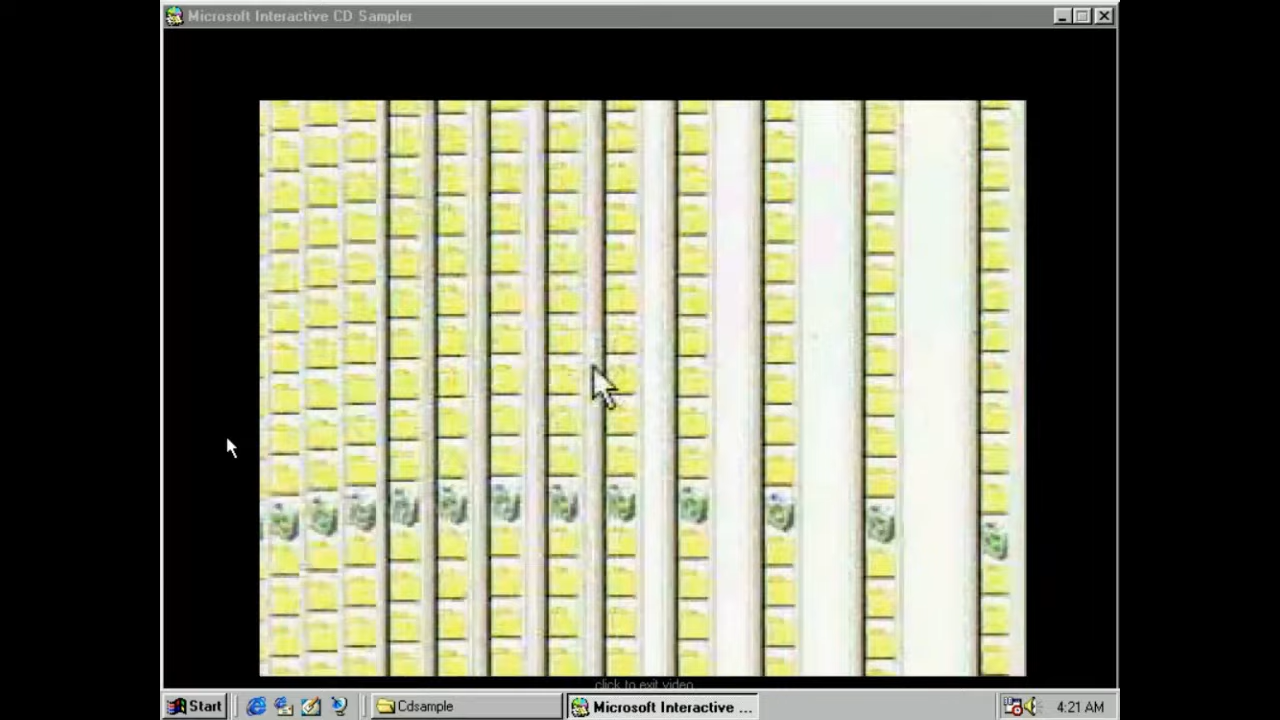 Microsoft Interactive CD Sampler
click to exit video
Start
Cdsample
Microsoft Interactive ...
4:21 AM